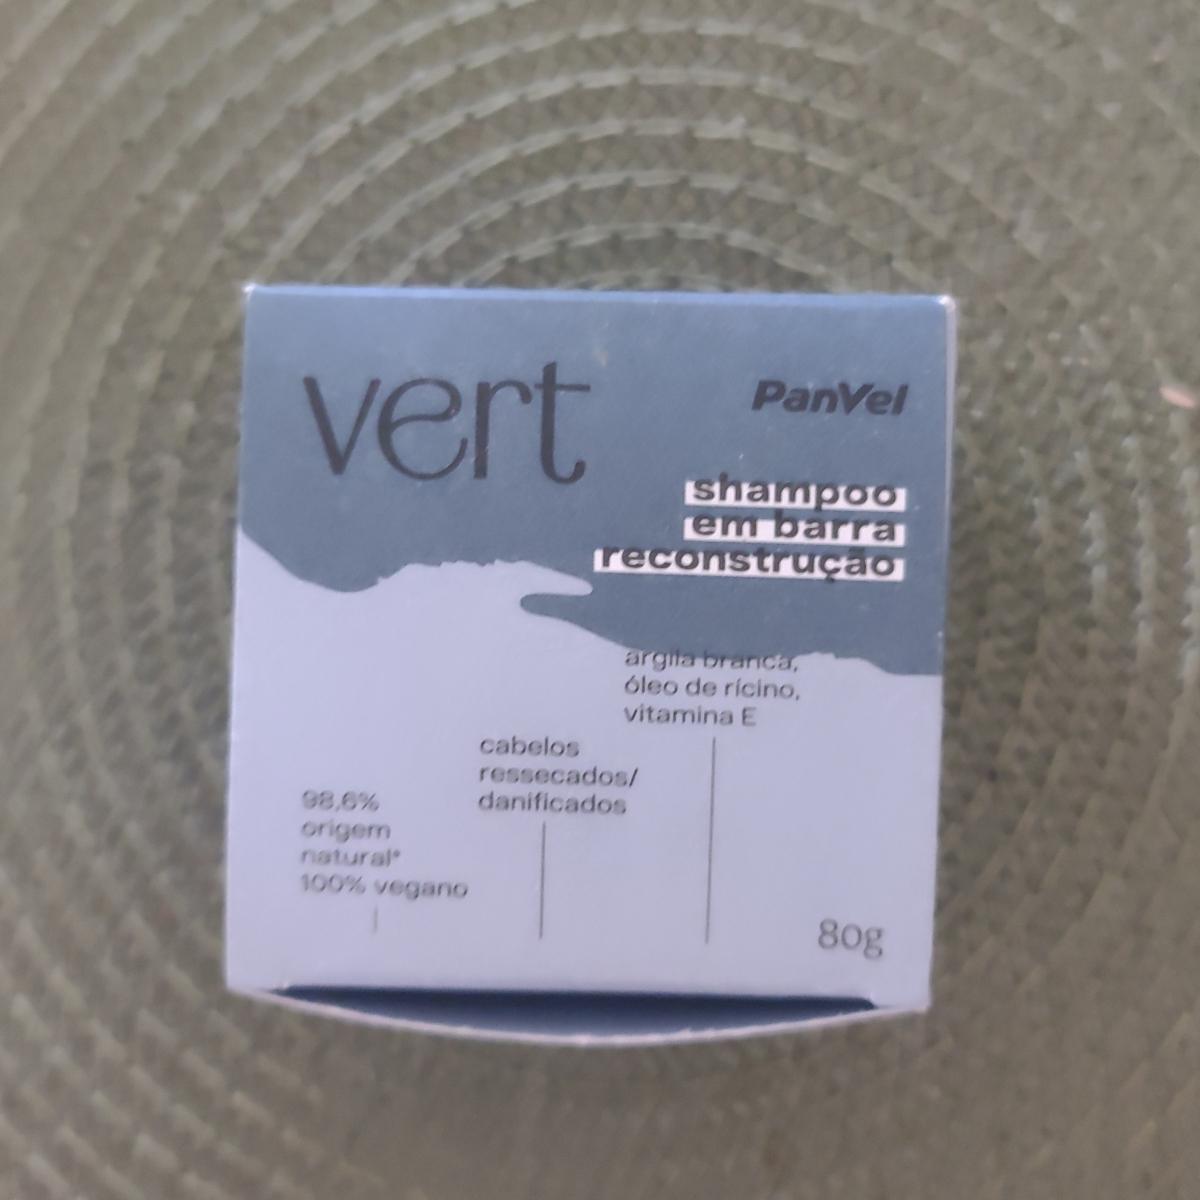 vert
PanVel
shampoo
em barra
reconstrução
argila branca,
óleo de rícino,
vitamina E
cabelos
ressecados/
danificados
98,6%
origem
natural*
100% vegano
80g